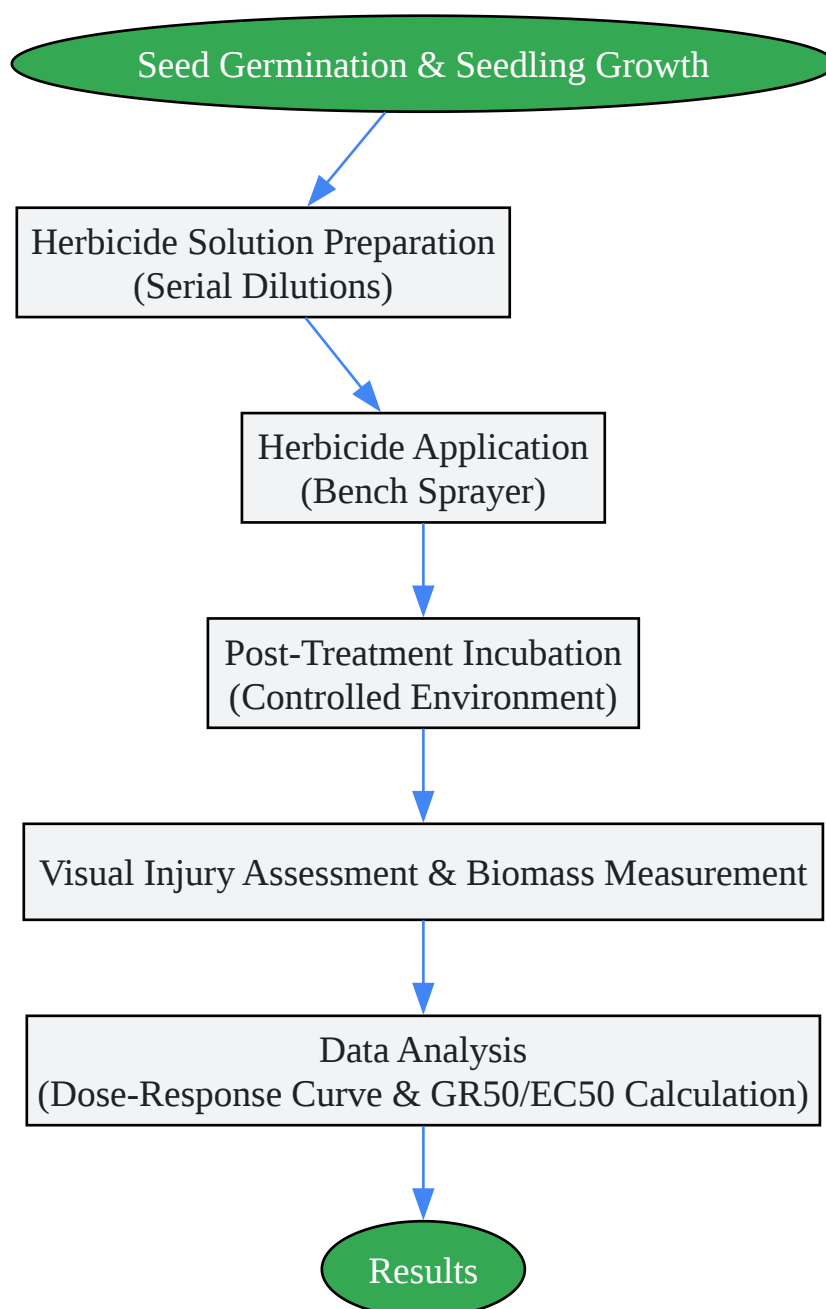 Seed Germination & Seedling Growth
Herbicide Solution Preparation
(Serial Dilutions)
Herbicide Application
(Bench Sprayer)
Post-Treatment Incubation
(Controlled Environment)
Visual Injury Assessment & Biomass Measurement
Data Analysis
(Dose-Response Curve & GR50/EC50 Calculation)
Results